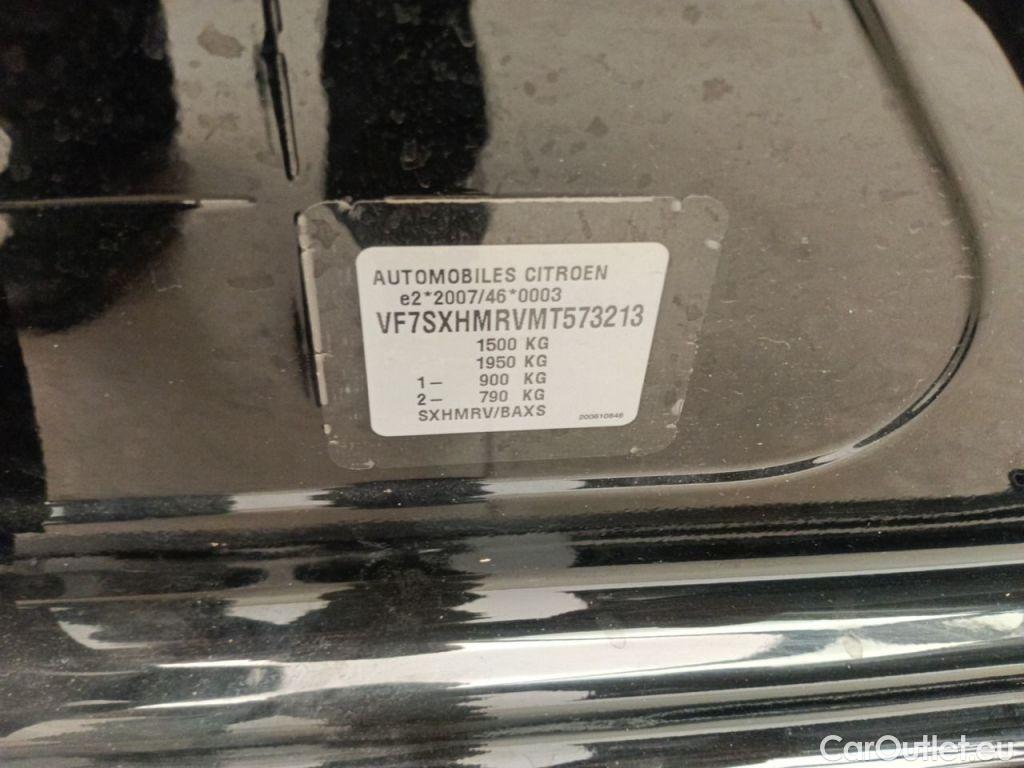 AUTOMOBILES CITROEN
e2*2007/46*0003
VF7SXHMRVMT573213
1500 KG
1950 KG
1– 900 KG
2– 790 KG
SXHMRV/BAXS
200610846
CarOutlet.eu